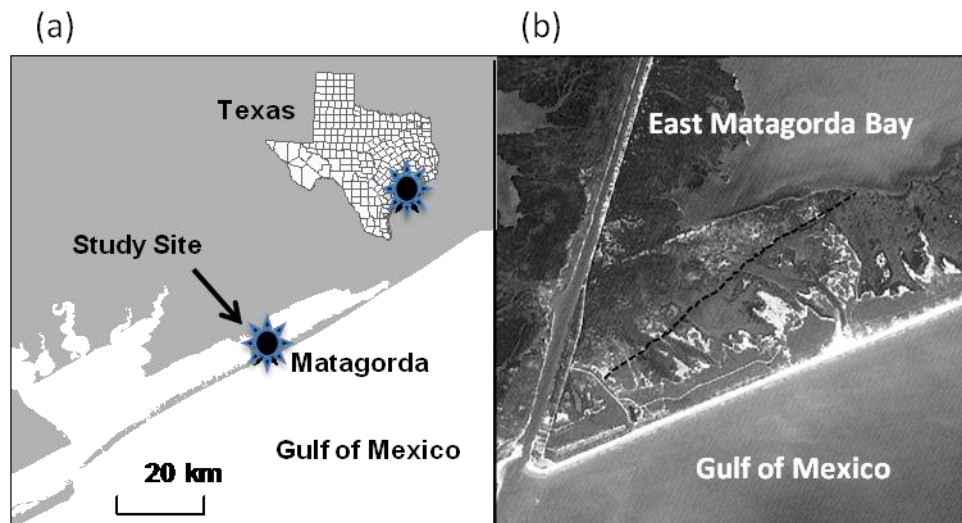 (a)
(b)
Texas
Study Site
Matagorda
Gulf of Mexico
20 km
East Matagorda Bay
Gulf of Mexico